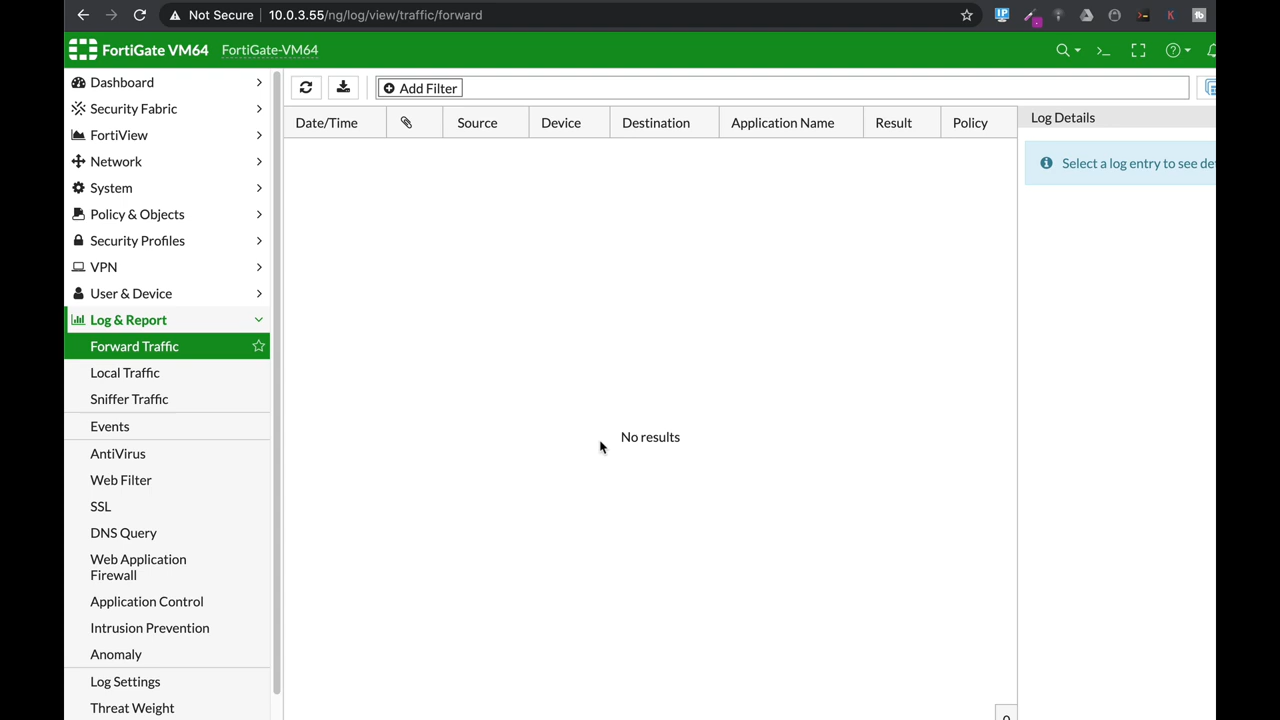 Not Secure 10.0.3.55/ng/log/view/traffic/forward
IP
K
tb
FortiGate VM64 FortiGate-VM64
Dashboard
Security Fabric
FortiView
Network
System
Policy & Objects
Security Profiles
VPN
User & Device
Log & Report
Forward Traffic
Local Traffic
Sniffer Traffic
Events
AntiVirus
Web Filter
SSL
DNS Query
Web Application
Firewall
Application Control
Intrusion Prevention
Anomaly
Log Settings
Threat Weight
Add Filter
Date/Time Source Device Destination Application Name Result Policy
No results
0
Log Details
Select a log entry to see de